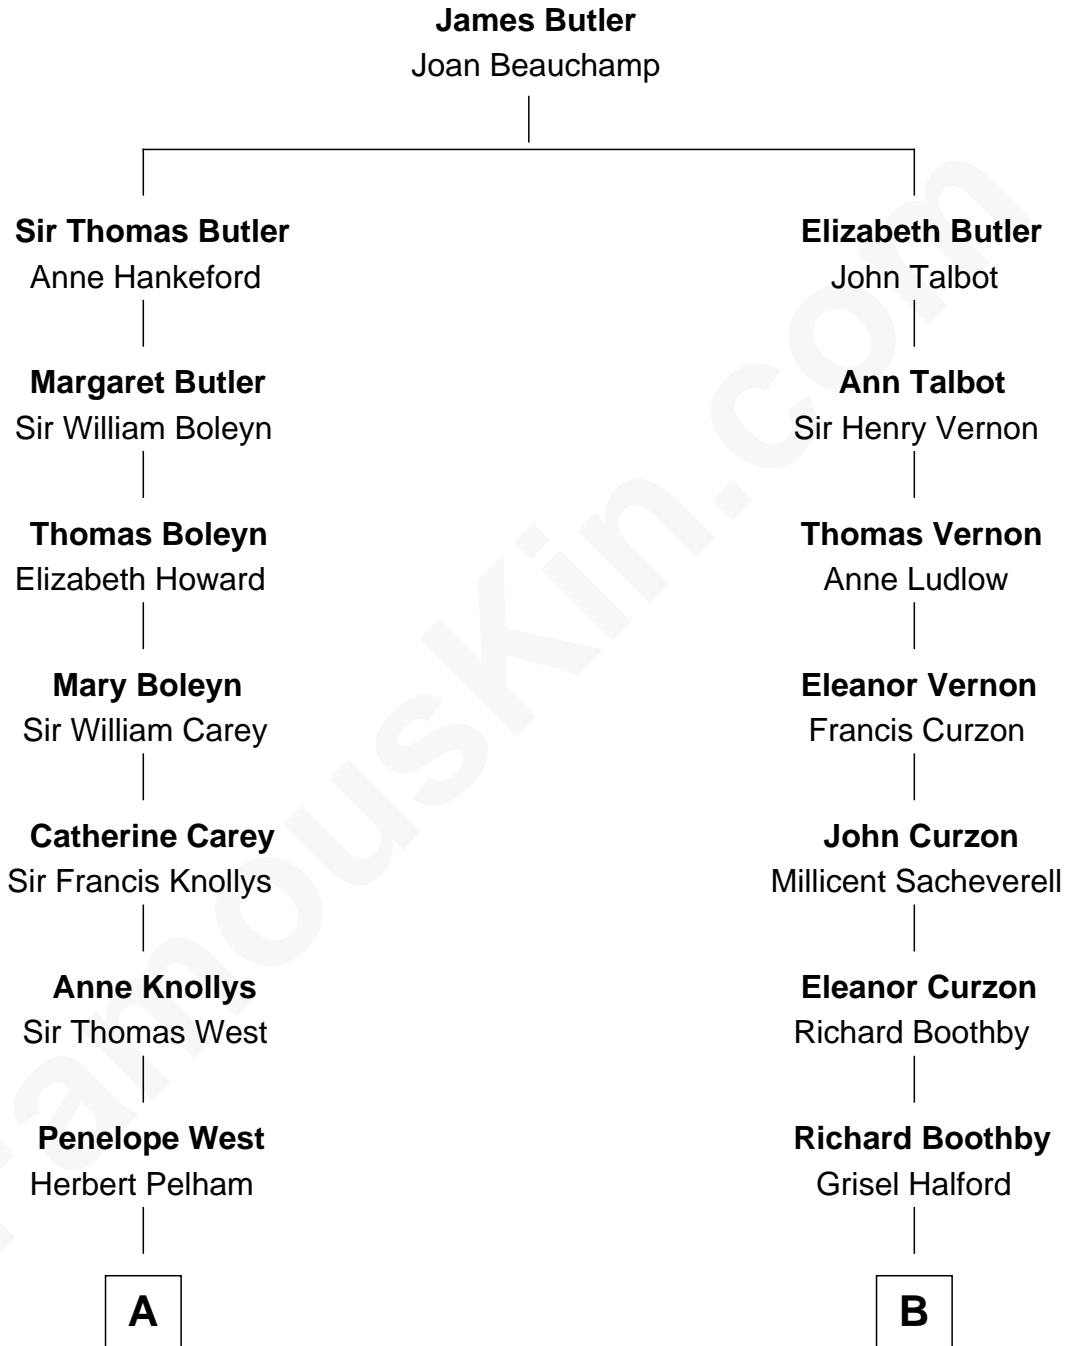 James Butler
Joan Beauchamp
Sir Thomas Butler
Anne Hankeford
Margaret Butler
Sir William Boleyn
Thomas Boleyn
Elizabeth Howard
Mary Boleyn
Sir William Carey
Catherine Carey
Sir Francis Knollys
Anne Knollys
Sir Thomas West
Penelope West
Herbert Pelham
A
Elizabeth Butler
John Talbot
Ann Talbot
Sir Henry Vernon
Thomas Vernon
Anne Ludlow
Eleanor Vernon
Francis Curzon
John Curzon
Millicent Sacheverell
Eleanor Curzon
Richard Boothby
Richard Boothby
Grisel Halford
B
FamousKin.com